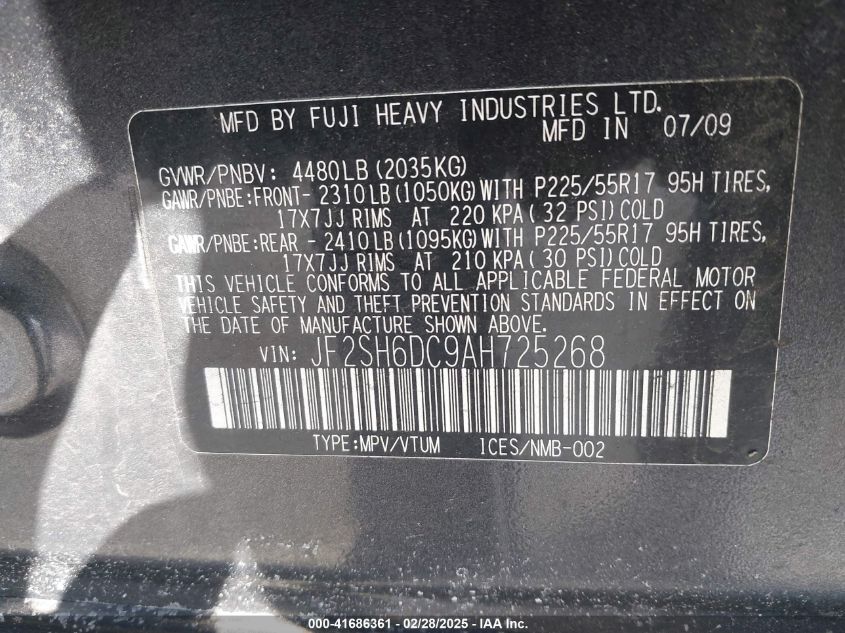 MFD BY FUJI HEAVY INDUSTRIES LTD.
MFD IN 07/09
GVWR/PNBV: 4480LB(2035KG)
GAWR/PNBE:FRONT-2310LB(1050KG)WITH P225/55R17 95H TIRES,
17X7JJ RIMS AT 220 KPA( 32 PSI)COLD
GAWR/PNBE:REAR -2410LB(1095KG)WITH P225/55R17 95H TIRES,
17X7JJ RIMS AT 210 KPA( 30 PSI)COLD
THIS VEHICLE CONFORMS TO ALL APPLICABLE FEDERAL MOTOR
VEHICLE SAFETY AND THEFT PREVENTION STANDARDS IN EFFECT ON
THE DATE OF MANUFACTURE SHOWN ABOVE.
VIN: JF2SH6DC9AH725268
TYPE:MPV/VTUM ICES/NMB-002
000-41686361 - 02/28/2025 - IAAI.com